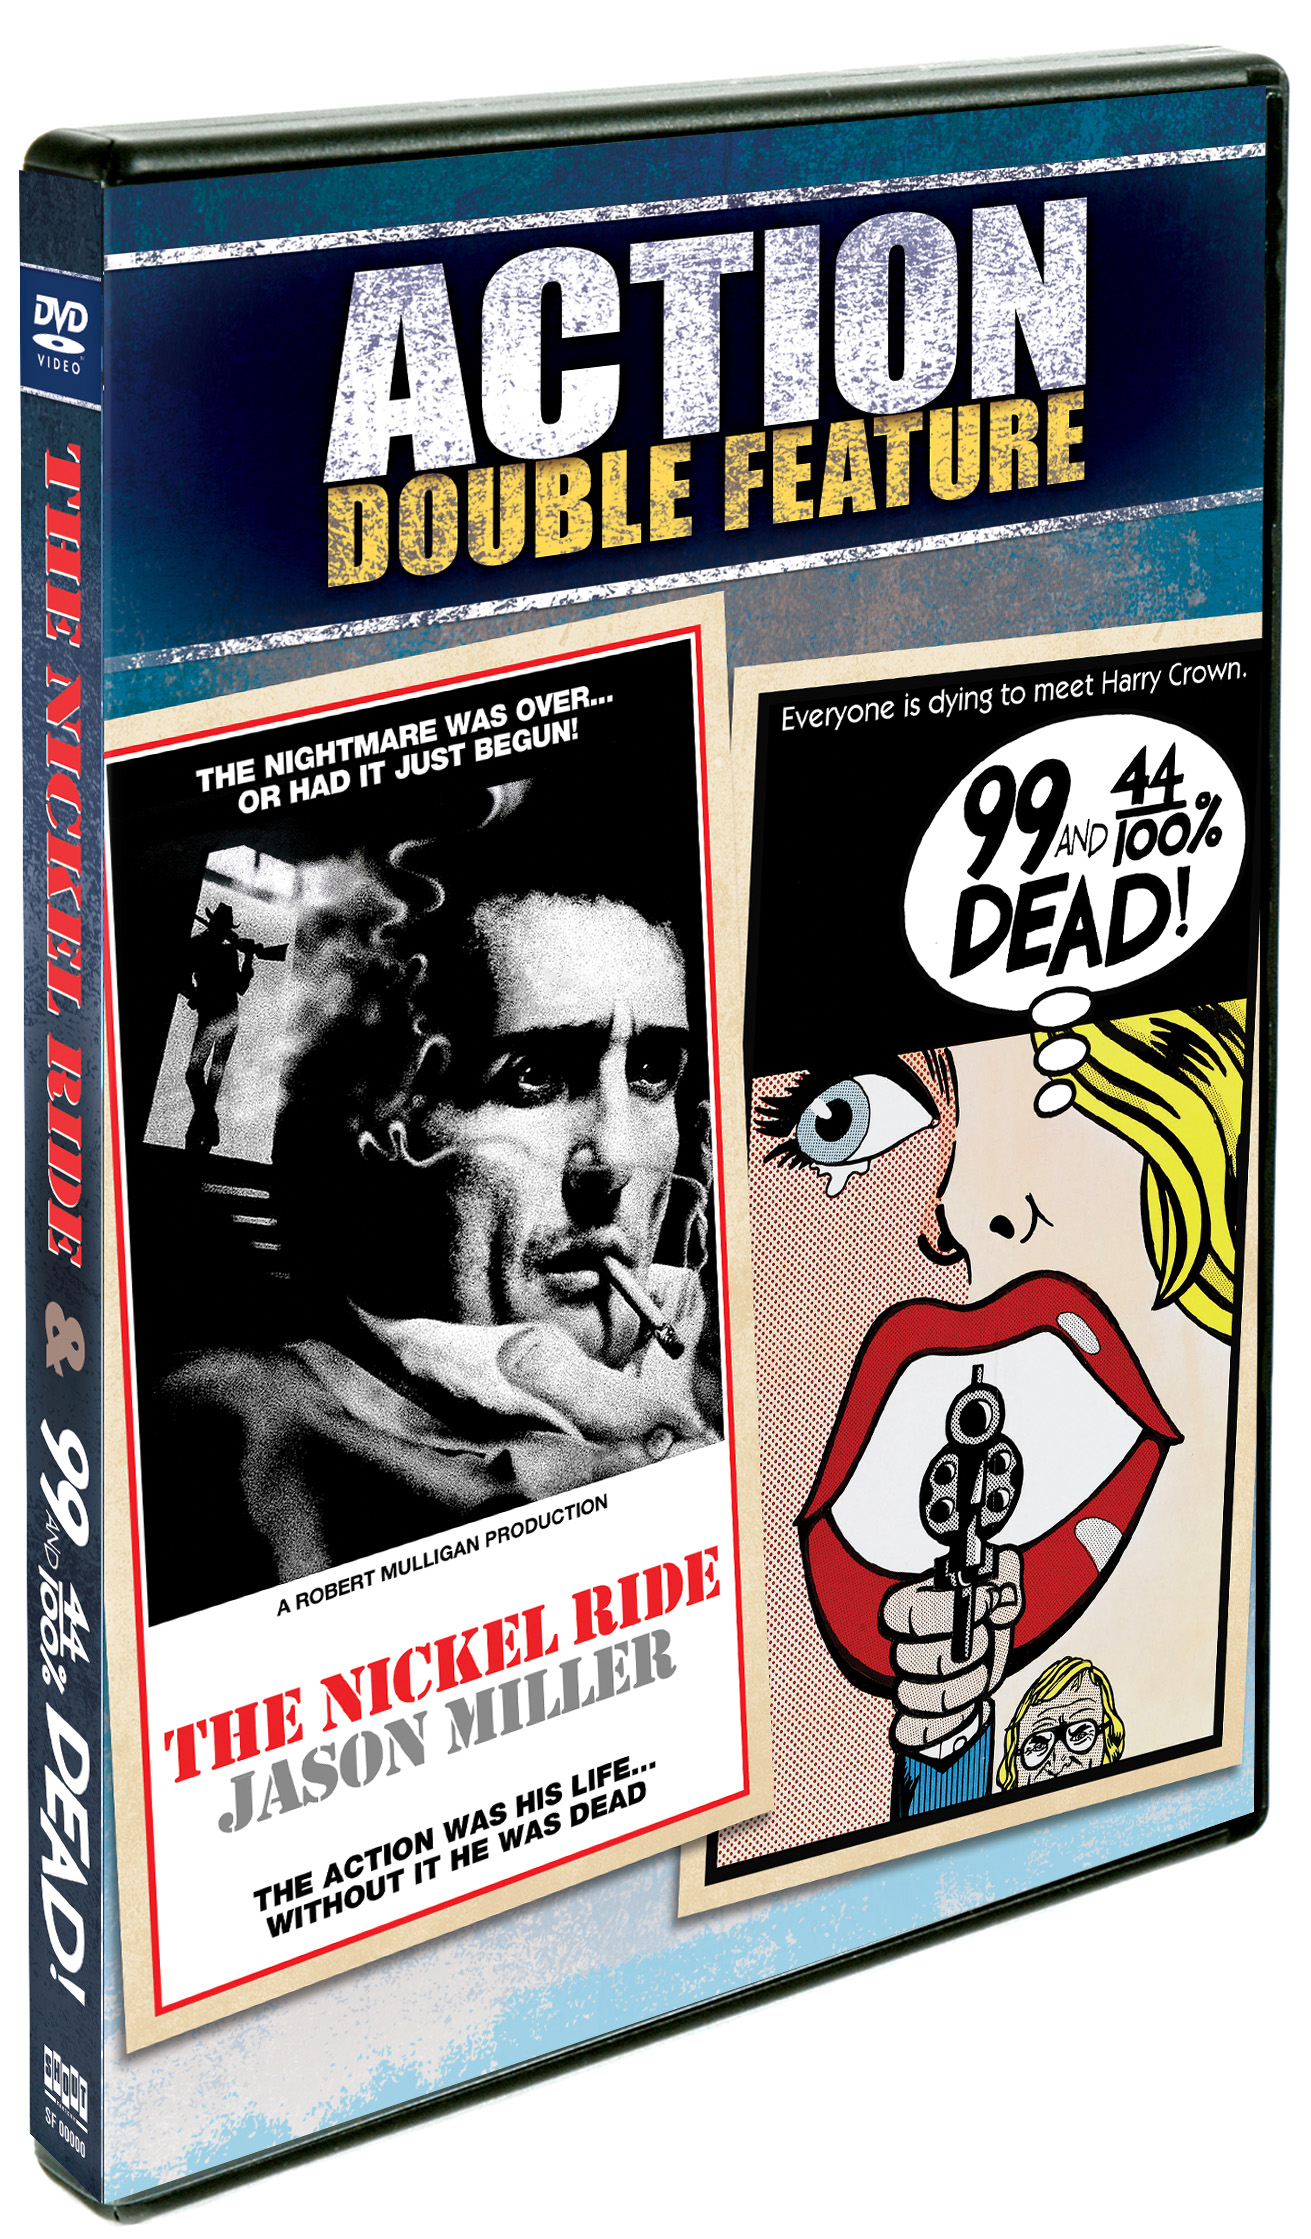 ACTION
DOUBLE FEATURE
THE NIGHTMARE WAS OVER...
OR HAD IT JUST BEGUN!
A ROBERT MULLIGAN PRODUCTION
THE NICKEL RIDE
JASON MILLER
THE ACTION WAS HIS LIFE...
WITHOUT IT HE WAS DEAD
Everyone is dying to meet Harry Crown.
99 AND 44/100%
DEAD!
DVD
VIDEO
THE NICKEL RIDE & 99 AND 44/100% DEAD!
SHOUT
SF 00000